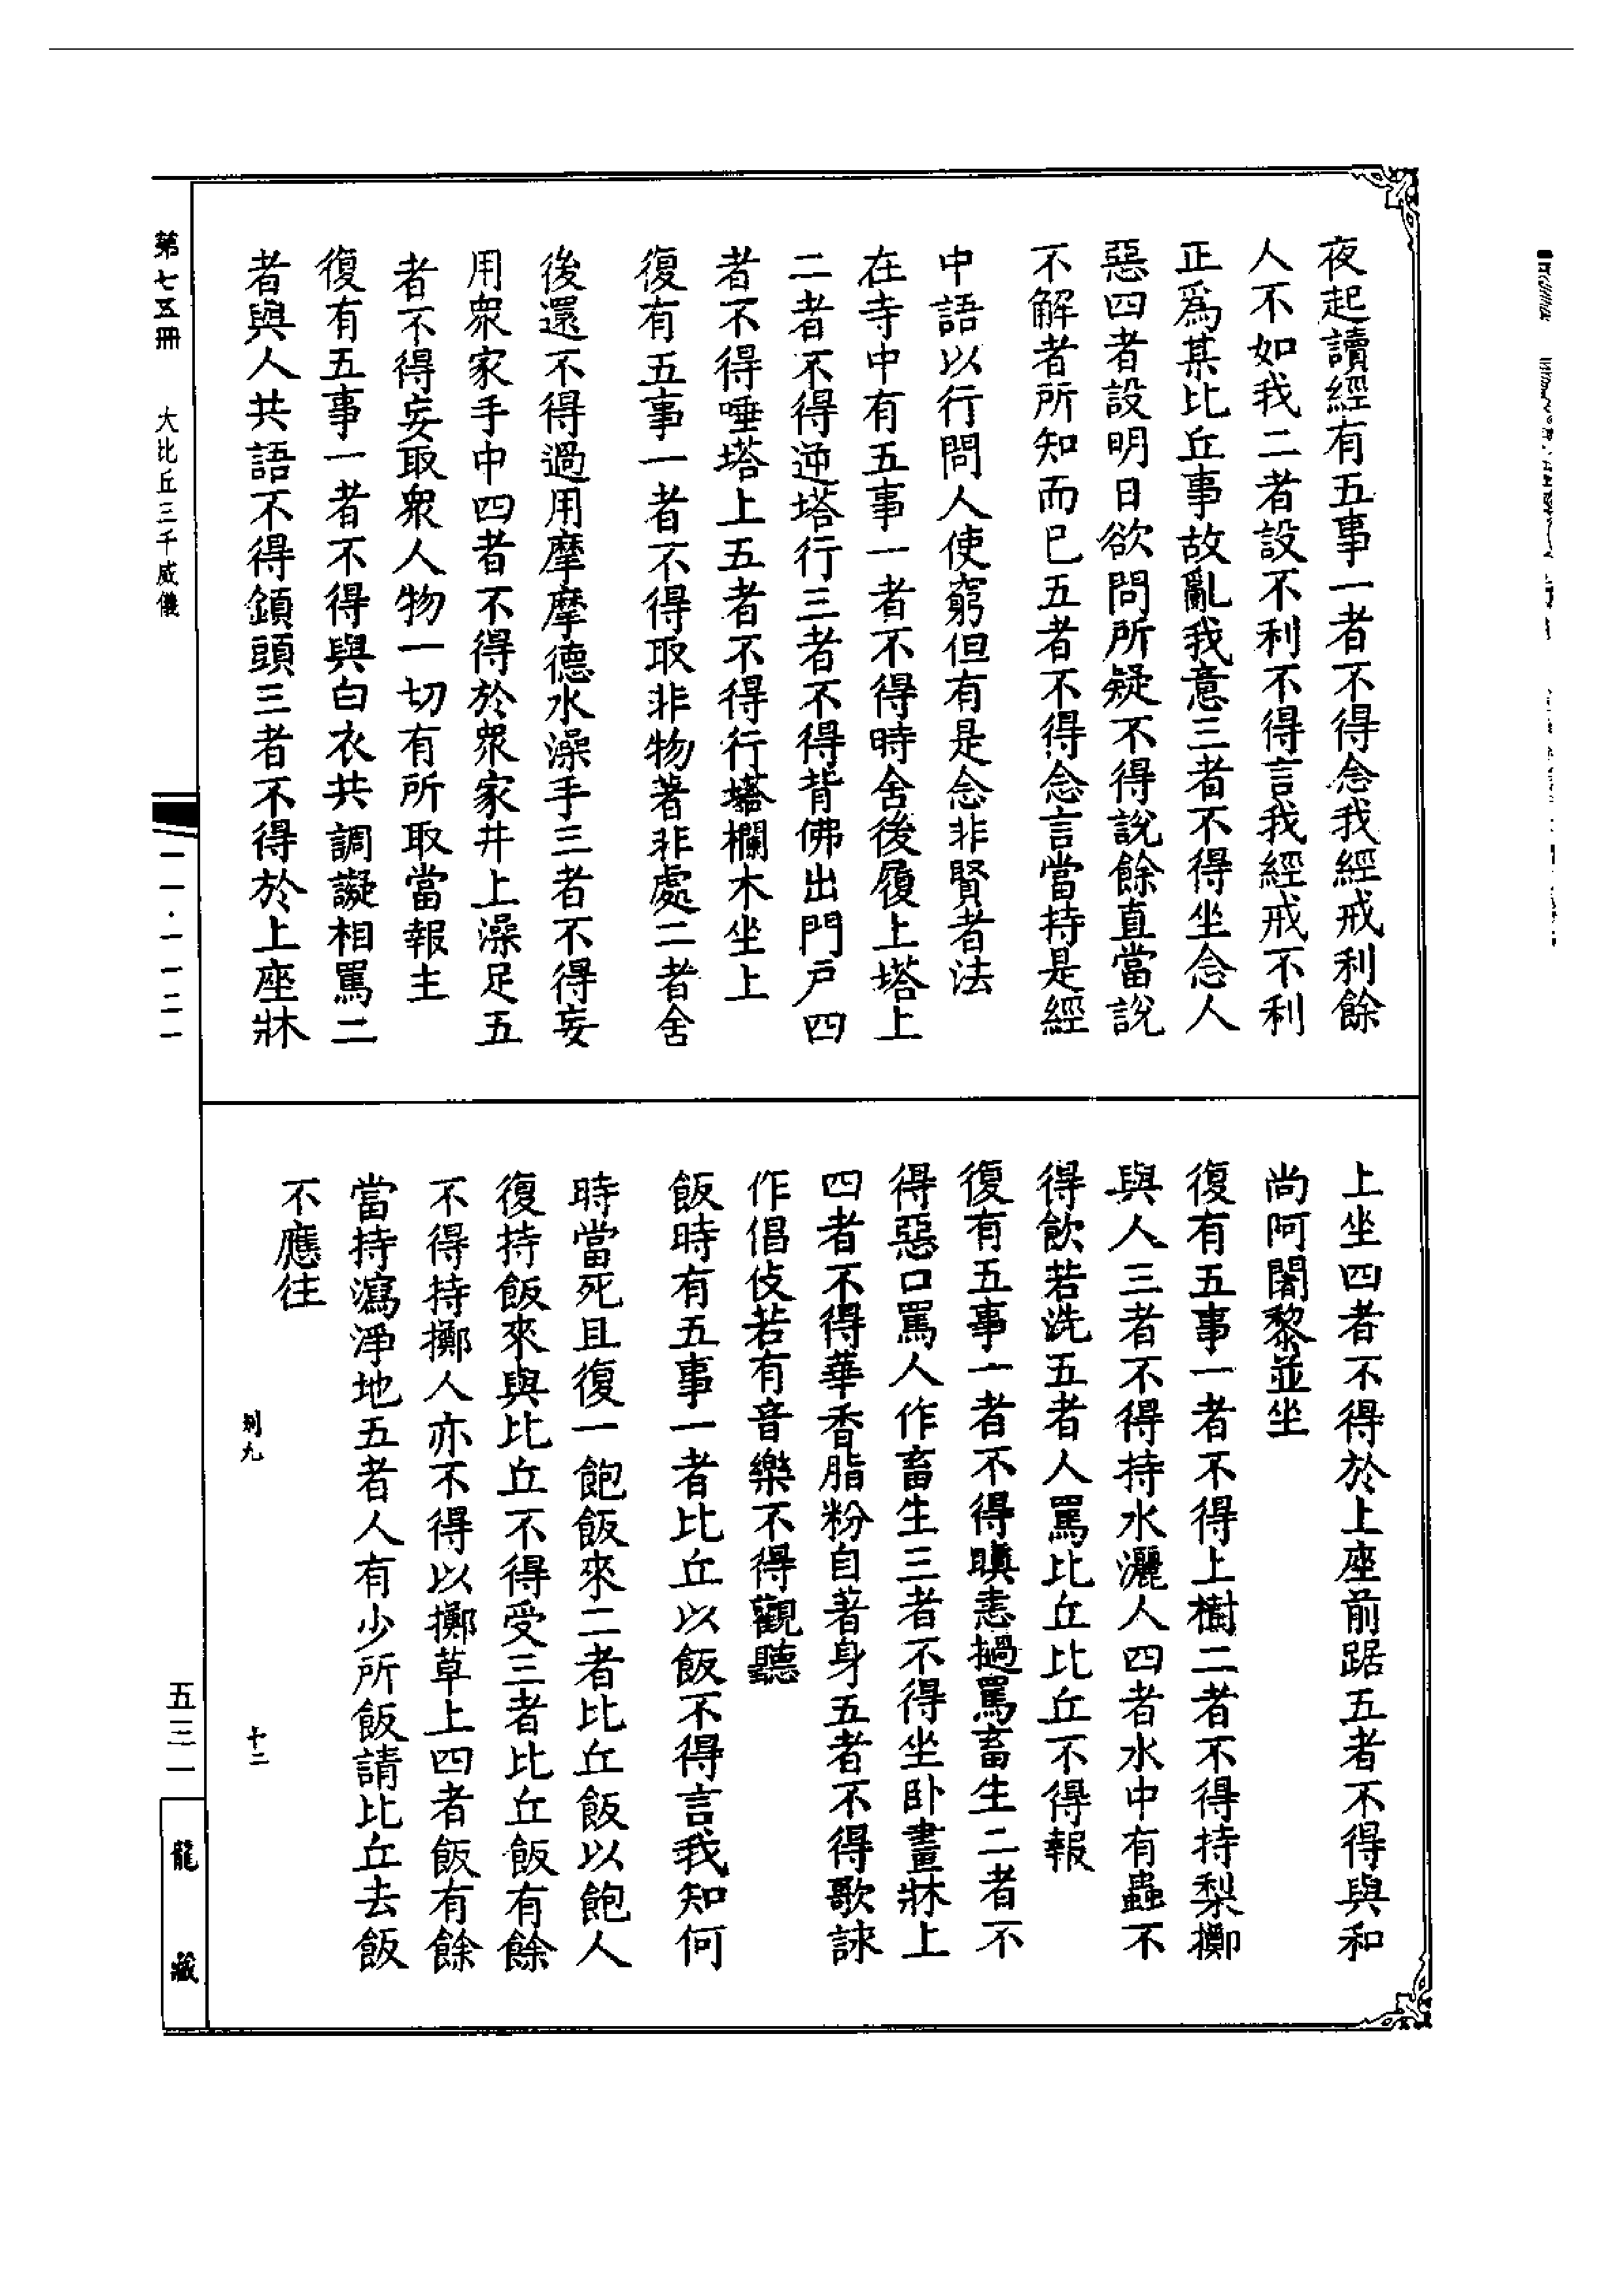 夜起讀經有五事一者不得念我經戒利餘
人不如我二者設不利不得言我經戒不利
正爲某比丘事故亂我意三者不得坐念人
惡四者設明日欲問所疑不得說餘直當說
不解者所知而已五者不得念言當持是經
中語以行問人使窮但有是念非賢者法
在寺中有五事一者不得時舍後履上塔上
二者不得逆塔行三者不得背佛出門戶四
者不得唾塔上五者不得行塔欄木坐上
復有五事一者不得取非物著非處二者舍
後還不得過用摩摩德水澡手三者不得妄
用衆家手中四者不得於衆家井上澡足五
者不得妄取衆人物一切有所取當報主
復有五事一者不得與白衣共調譺相罵二
者與人共語不得鎮頭三者不得於上座牀
上坐四者不得於上座前踞五者不得與和
尚阿闍黎並坐
復有五事一者不得上樹二者不得持梨擲
與人三者不得持水灑人四者水中有蟲不
得飲若洗五者人罵比丘比丘不得報
復有五事一者不得瞋恚撾罵畜生二者不
得惡口罵人作畜生三者不得坐臥畫牀上
四者不得華香脂粉自著身五者不得歌詠
作倡伎若有音樂不得觀聽
飯時有五事一者比丘以飯不得言我知何
時當死且復一飽飯來二者比丘飯以飽人
復持飯來與比丘不得受三者比丘飯有餘
不得持擲人亦不得以擲草上四者飯有餘
當持瀉淨地五者人有少所飯請比丘去飯
不應往
別九
十二
第七五冊
大比丘三千威儀
一一·一一二一
五三一
龍藏